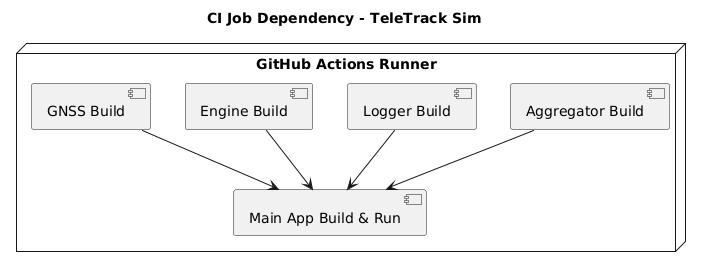 CI Job Dependency - TeleTrack Sim
GitHub Actions Runner
GNSS Build
Engine Build
Logger Build
Aggregator Build
Main App Build & Run